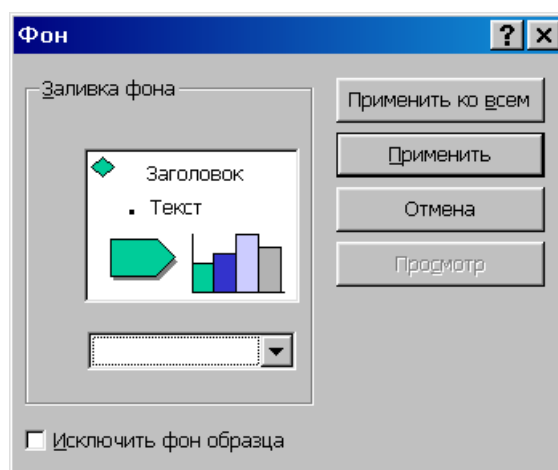 Фон
Заливка фона
Заголовок
. Текст
Исключить фон образца
Применить ко всем
Применить
Отмена
Просмотр